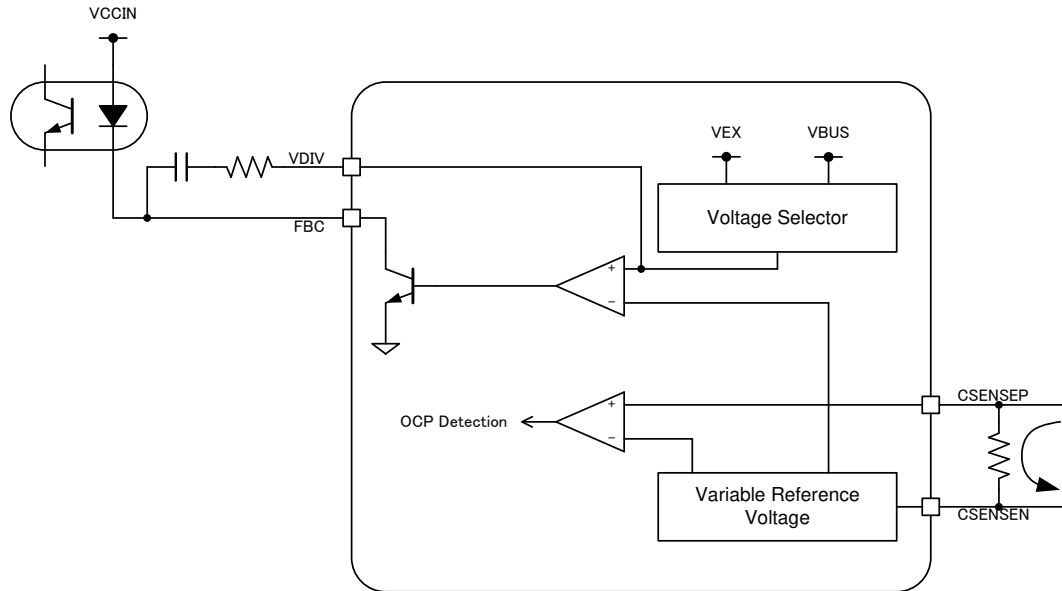 VCCIN
VEX
VBUS
VDIV
Voltage Selector
FBC
+
−
CSENSEP
+
OCP Detection
−
Variable Reference
Voltage
CSENSEN